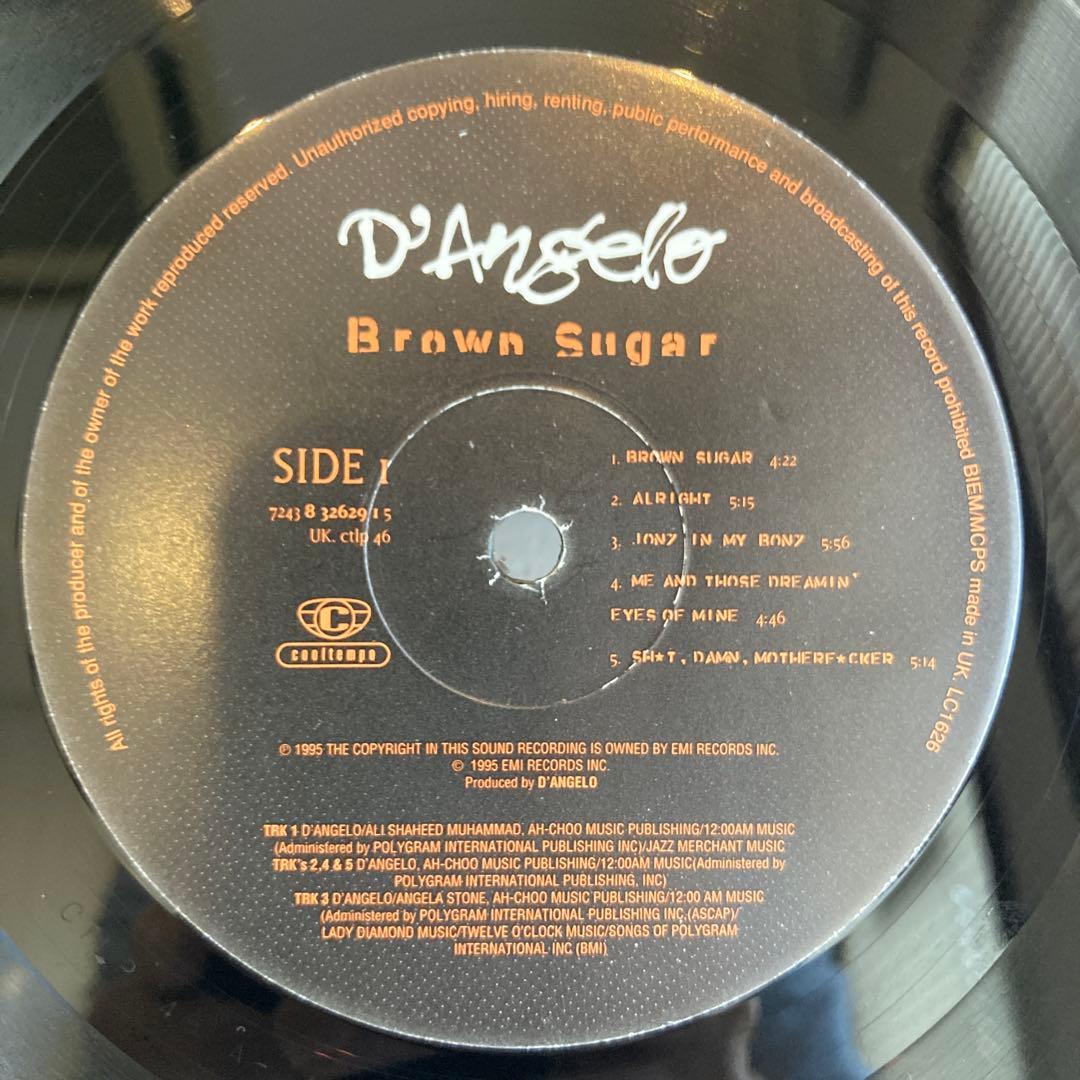 All rights of the producer and of the owner of the work reproduced reserved. Unauthorized copying, hiring, renting, public performance and broadcasting of this record prohibited BIEM/MCPS made in UK. LC1626
D'Angelo
Brown Sugar
SIDE 1
7243 8 32629 1 5
UK. ctlp 46
C
cooltempo
1. BROWN SUGAR 4:22
2. ALRIGHT 5:15
3. JONZ IN MY BONZ 5:56
4. ME AND THOSE DREAMIN'
EYES OF MINE 4:46
5. SH*T, DAMN, MOTHERF*CKER 5:14
℗ 1995 THE COPYRIGHT IN THIS SOUND RECORDING IS OWNED BY EMI RECORDS INC.
© 1995 EMI RECORDS INC.
Produced by D'ANGELO
TRK 1 D'ANGELO/ALI SHAHEED MUHAMMAD, AH-CHOO MUSIC PUBLISHING/12:00AM MUSIC
(Administered by POLYGRAM INTERNATIONAL PUBLISHING INC)/JAZZ MERCHANT MUSIC
TRK's 2,4 & 5 D'ANGELO, AH-CHOO MUSIC PUBLISHING/12:00AM MUSIC(Administered by
POLYGRAM INTERNATIONAL PUBLISHING, INC)
TRK 3 D'ANGELO/ANGELA STONE, AH-CHOO MUSIC PUBLISHING/12:00 AM MUSIC
(Administered by POLYGRAM INTERNATIONAL PUBLISHING INC,(ASCAP)/
LADY DIAMOND MUSIC/TWELVE O'CLOCK MUSIC/SONGS OF POLYGRAM
INTERNATIONAL INC (BMI)